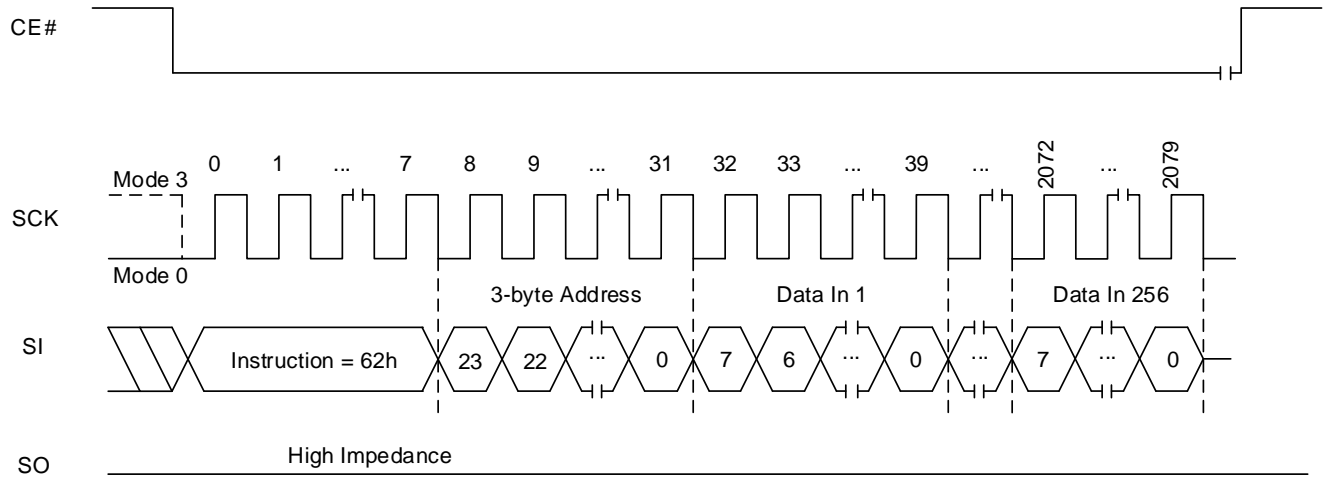 CE#
0 1 ... 7 8 9 ... 31 32 33 ... 39 ... 2072 ... 2079
Mode 3
SCK
Mode 0
3-byte Address Data In 1 Data In 256
SI
Instruction = 62h 23 22 ... 0 7 6 ... 0 ... 7 ... 0
High Impedance
SO